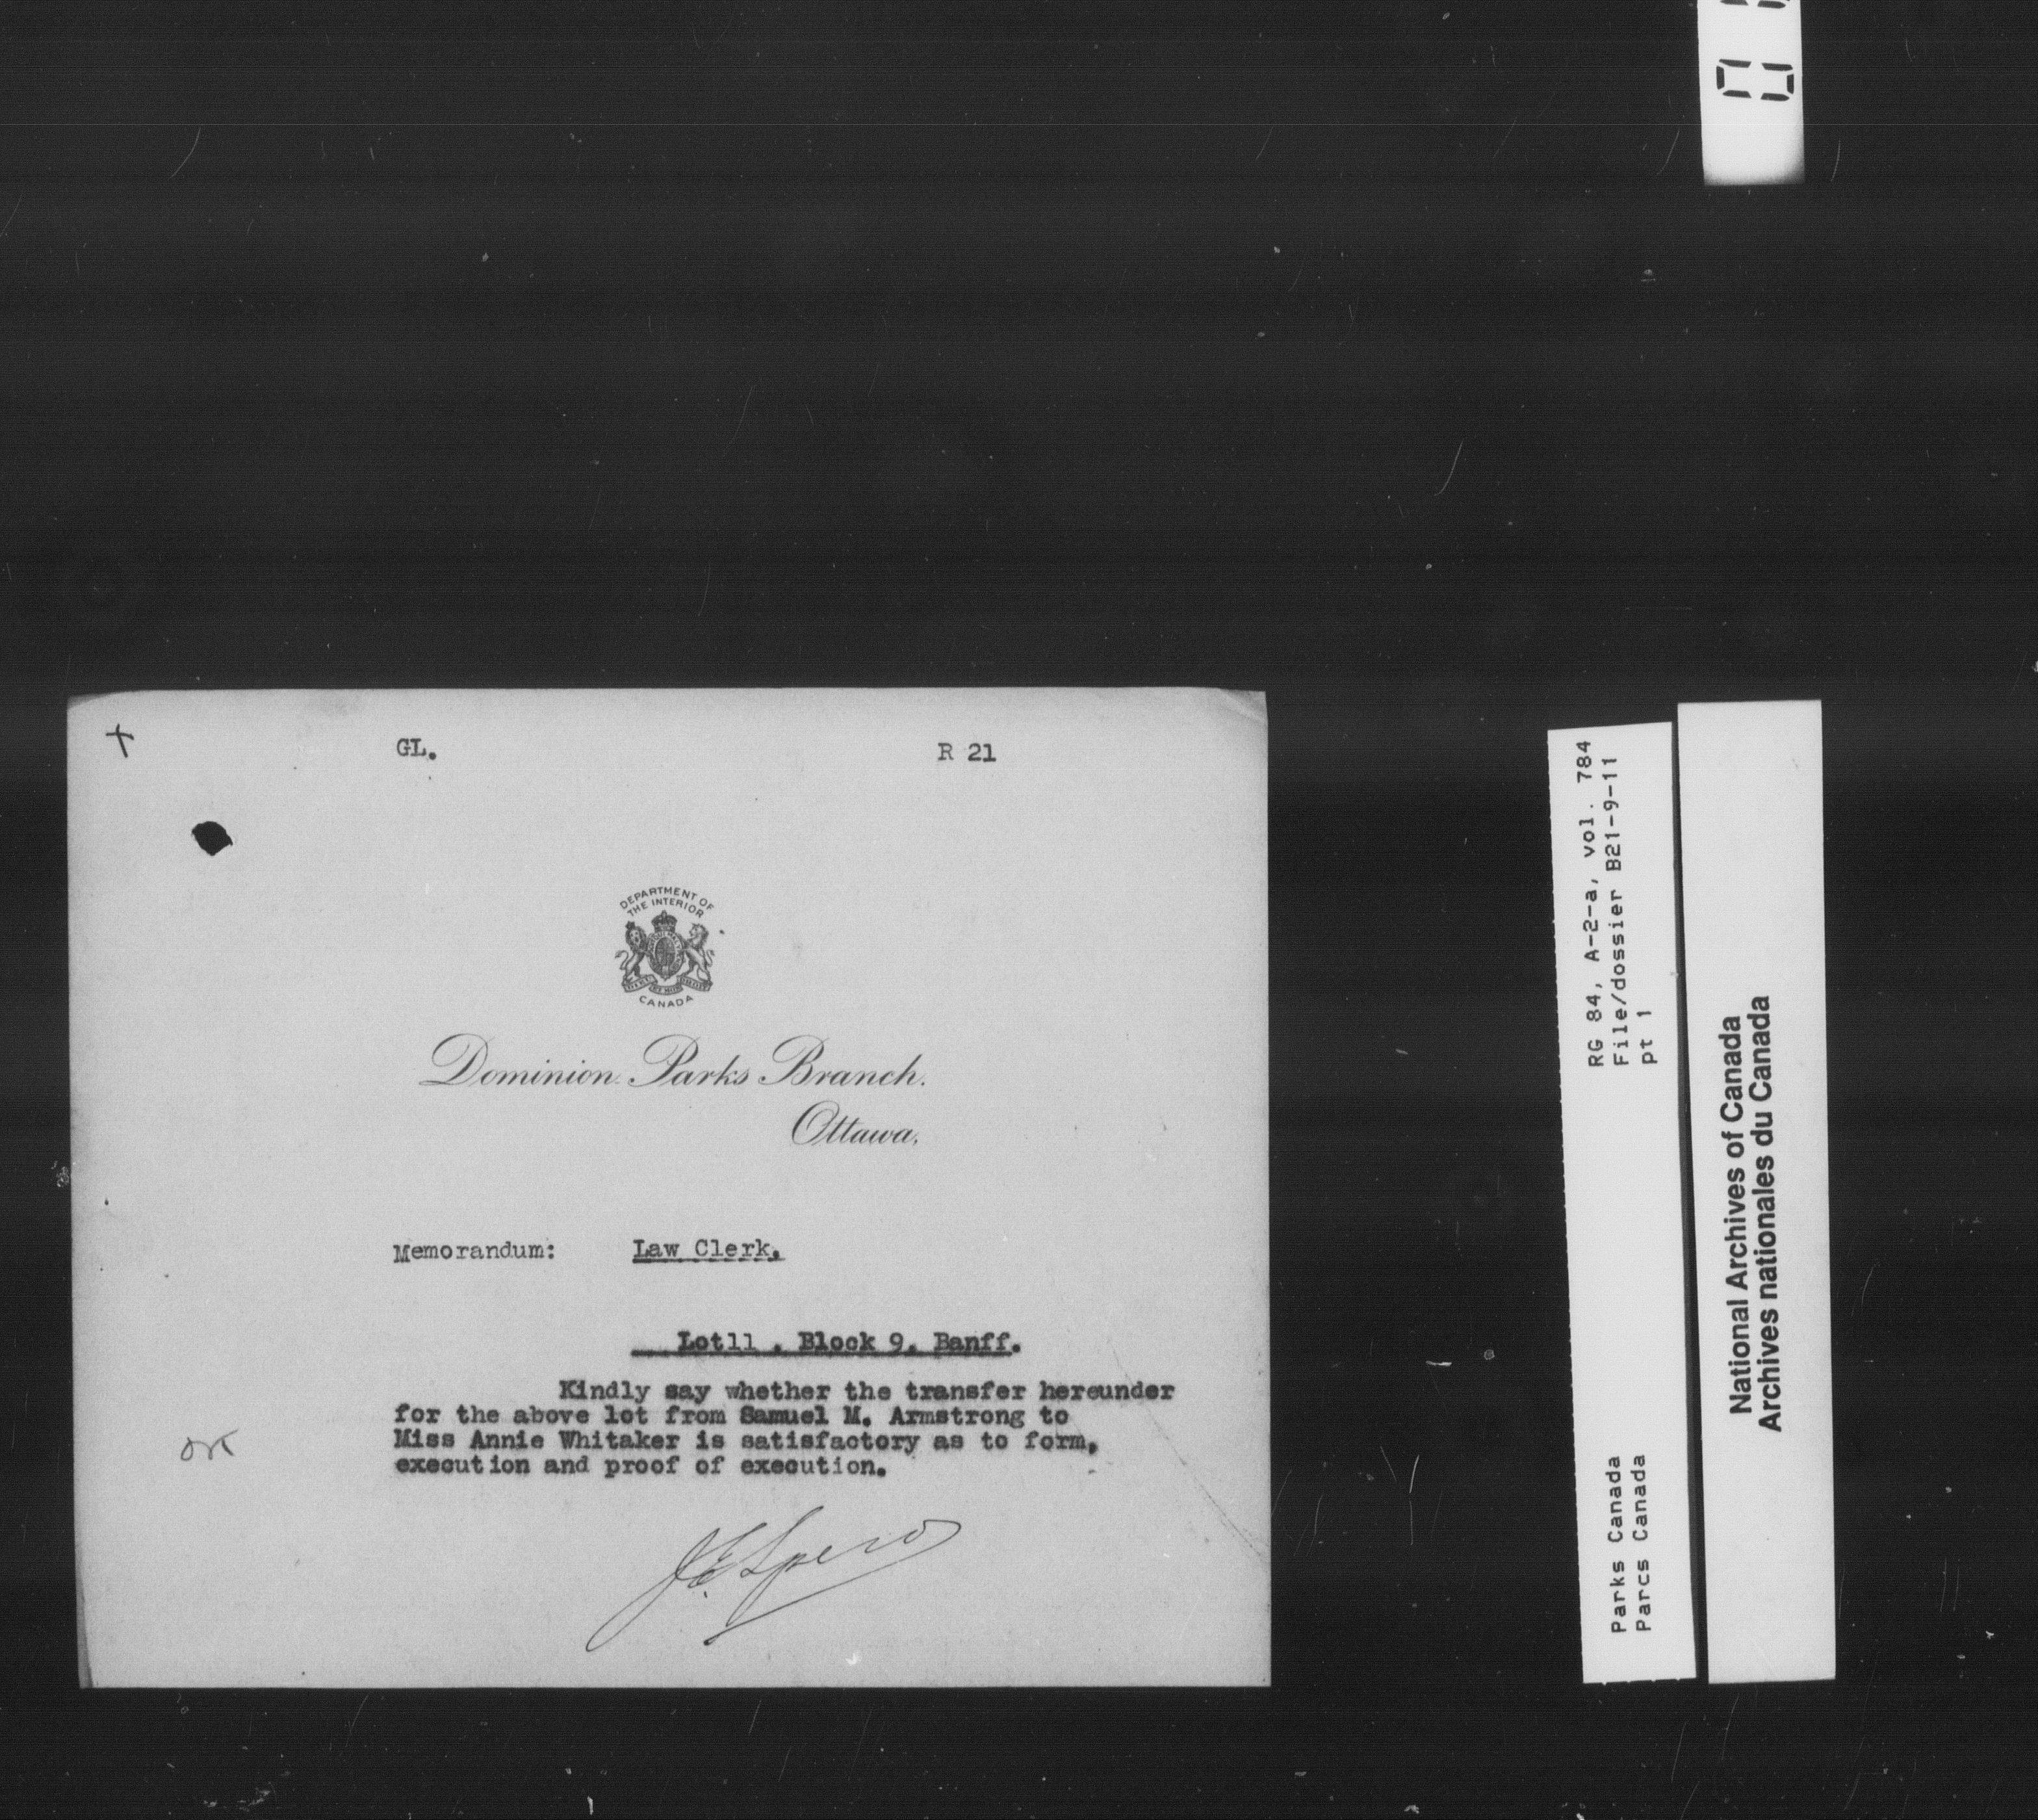 GL. R 21
DEPARTMENT OF
THE INTERIOR
CANADA
Dominion Parks Branch.
Ottawa,
Memorandum: Law Clerk.
Lot11 . Block 9. Banff.
Kindly say whether the transfer hereunder
for the above lot from Samuel M. Armstrong to
Miss Annie Whitaker is satisfactory as to form,
execution and proof of execution.
OK
J.E. Spero
RG 84, A-2-a, vol. 784
File/dossier B21-9-11
pt 1
Parks Canada
Parcs Canada
National Archives of Canada
Archives nationales du Canada